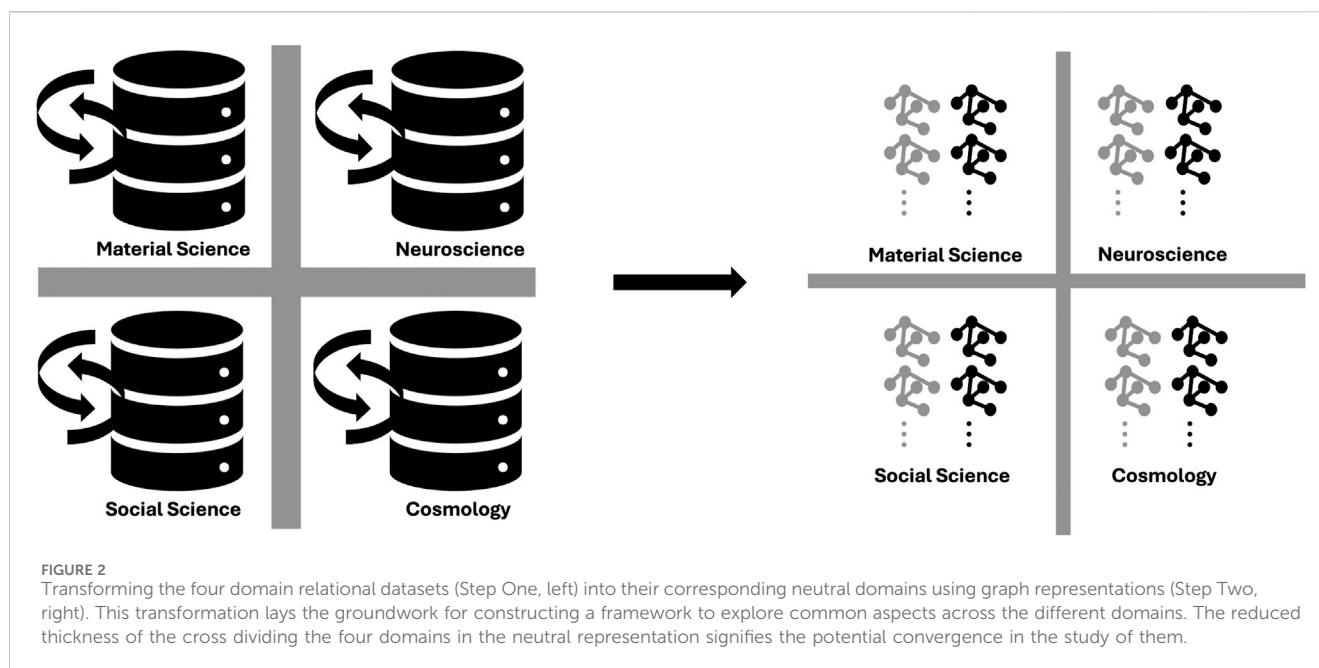 Material Science
Neuroscience
Social Science
Cosmology
Material Science
Neuroscience
Social Science
Cosmology
FIGURE 2
Transforming the four domain relational datasets (Step One, left) into their corresponding neutral domains using graph representations (Step Two,
right). This transformation lays the groundwork for constructing a framework to explore common aspects across the different domains. The reduced
thickness of the cross dividing the four domains in the neutral representation signifies the potential convergence in the study of them.